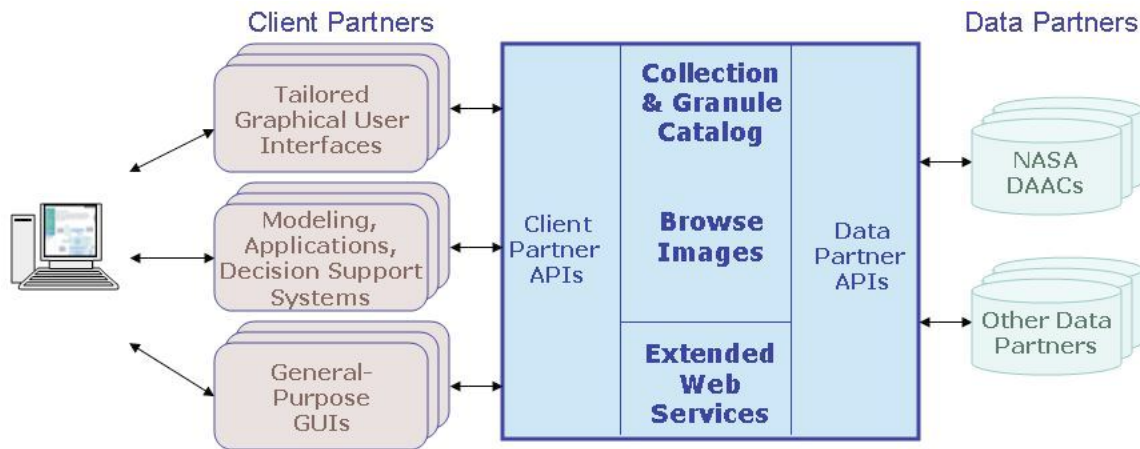 Client Partners
Data Partners
Tailored
Graphical User
Interfaces
Modeling,
Applications,
Decision Support
Systems
General-
Purpose
GUIs
Client
Partner
APIs
Collection
& Granule
Catalog
Browse
Images
Extended
Web
Services
Data
Partner
APIs
NASA
DAACs
Other Data
Partners